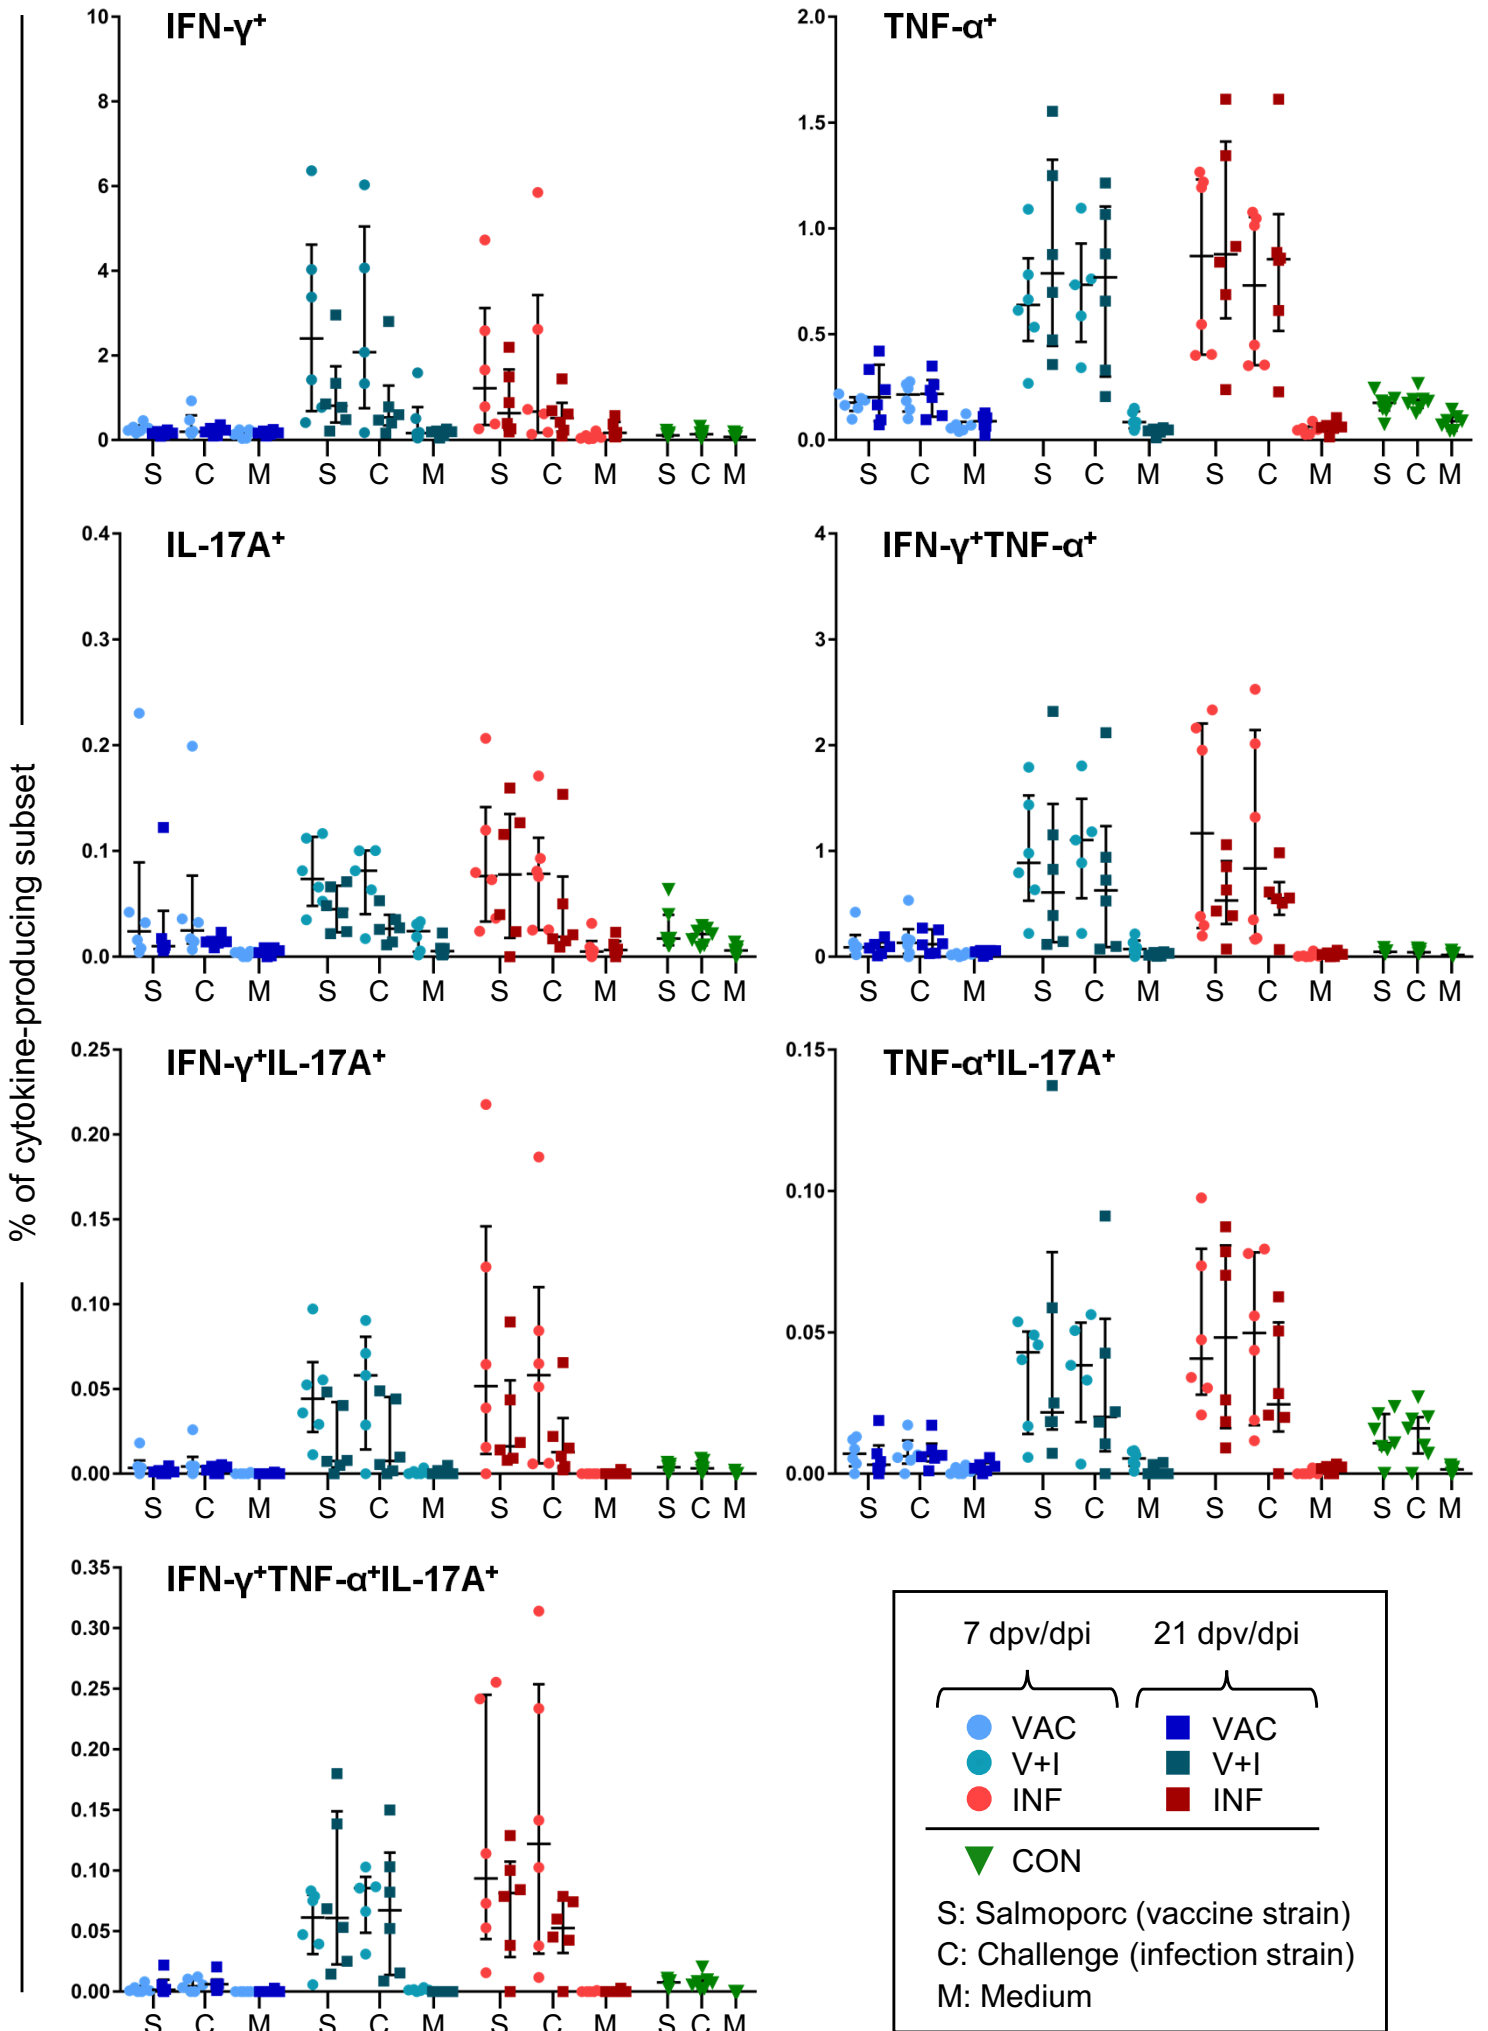 % of cytokine-producing subset
IFN-γ⁺
10
8
6
4
2
0
S C M S C M S C M S C M
TNF-α⁺
2.0
1.5
1.0
0.5
0.0
S C M S C M S C M S C M
IL-17A⁺
0.4
0.3
0.2
0.1
0.0
S C M S C M S C M S C M
IFN-γ⁺TNF-α⁺
4
3
2
1
0
S C M S C M S C M S C M
IFN-γ⁺IL-17A⁺
0.25
0.20
0.15
0.10
0.05
0.00
S C M S C M S C M S C M
TNF-α⁺IL-17A⁺
0.15
0.10
0.05
0.00
S C M S C M S C M S C M
IFN-γ⁺TNF-α⁺IL-17A⁺
0.35
0.30
0.25
0.20
0.15
0.10
0.05
0.00
S C M S C M S C M S C M
7 dpv/dpi 21 dpv/dpi
VAC VAC
V+I V+I
INF INF
CON
S: Salmoporc (vaccine strain)
C: Challenge (infection strain)
M: Medium